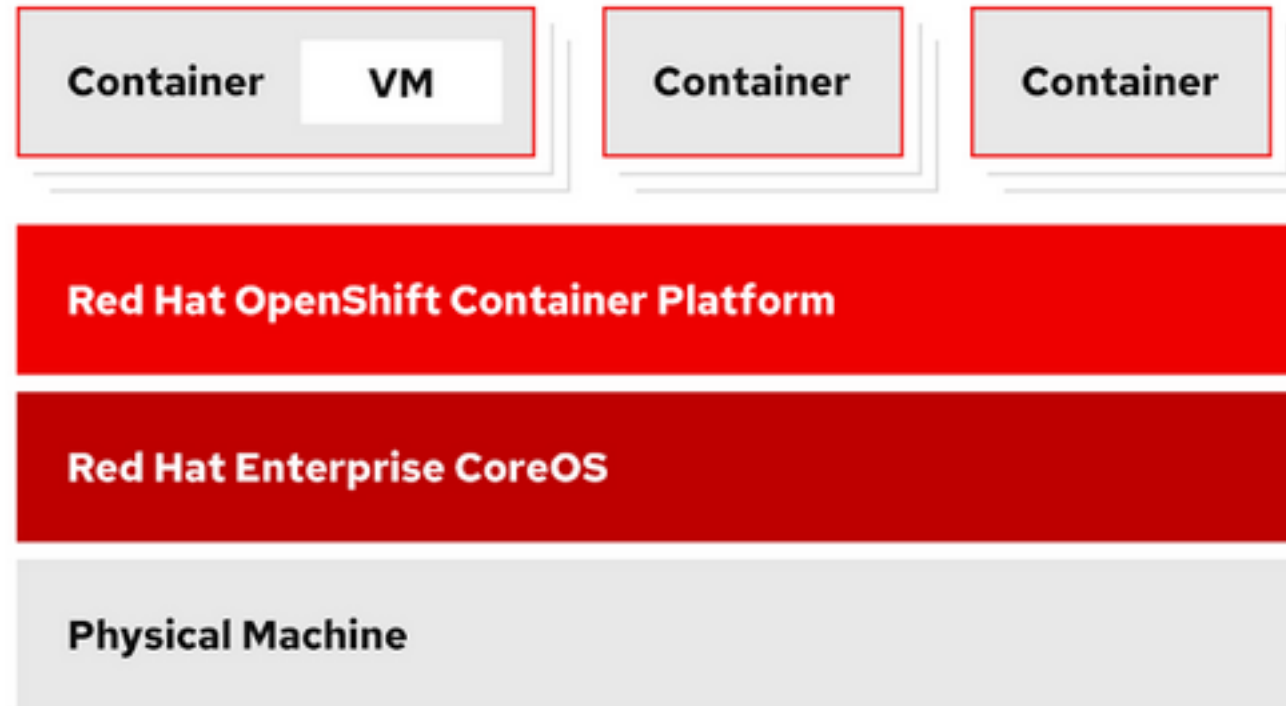 Container VM Container Container
Red Hat OpenShift Container Platform
Red Hat Enterprise CoreOS
Physical Machine